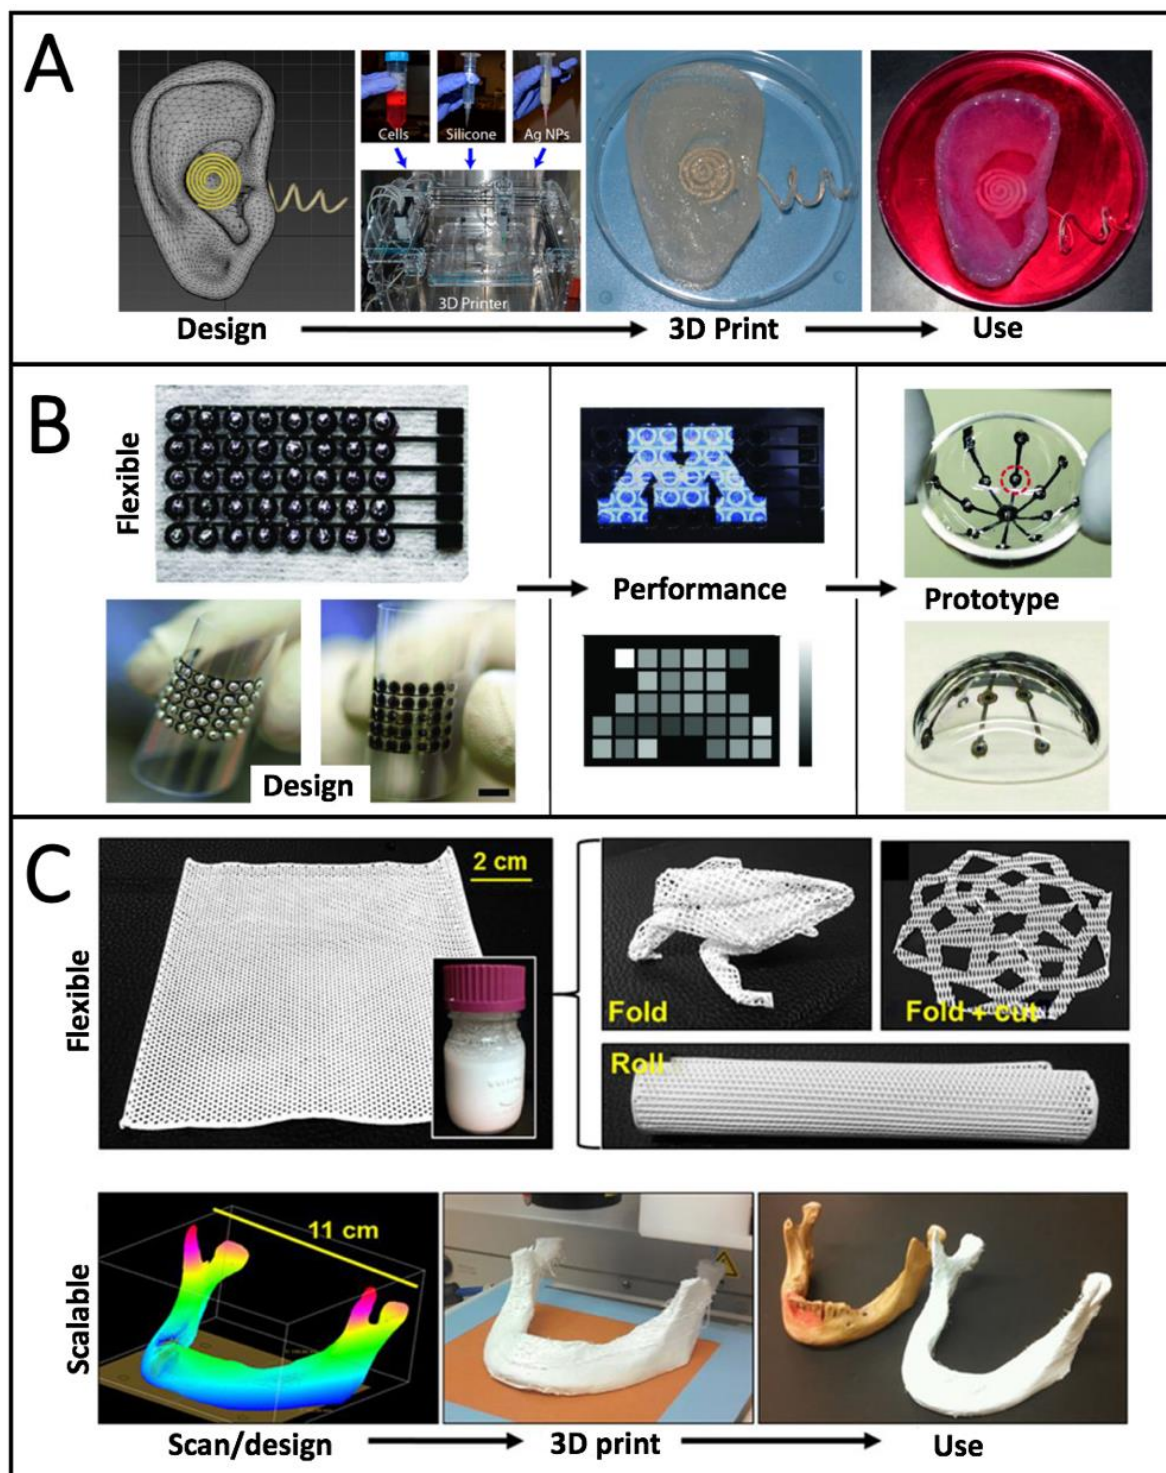 A
Cells
Silicone
Ag NPs
3D Printer
Design
3D Print
Use
B
Flexible
Design
Performance
Prototype
C
Flexible
2 cm
Fold
Fold + cut
Roll
Scalable
11 cm
Scan/design
3D print
Use